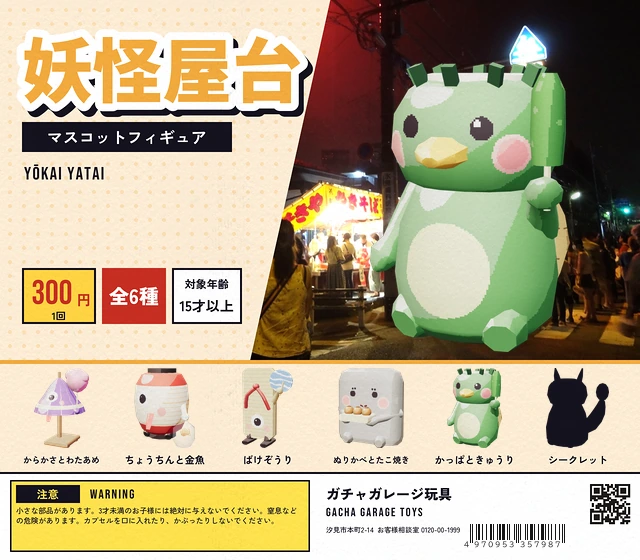 妖怪屋台
マスコットフィギュア
YŌKAI YATAI
300円
1回
全6種
対象年齢
15才以上
やきそば
からかさとわたあめ
ちょうちんと金魚
ばけぞうり
ぬりかべとたこ焼き
かっぱときゅうり
シークレット
注意 WARNING
小さな部品があります。3才未満のお子様には絶対に与えないでください。窒息など
の危険があります。カプセルを口に入れたり、かぶったりしないでください。
ガチャガレージ玩具
GACHA GARAGE TOYS
汐見市本町2-14 お客様相談室 0120-00-1999
4 970953 357987